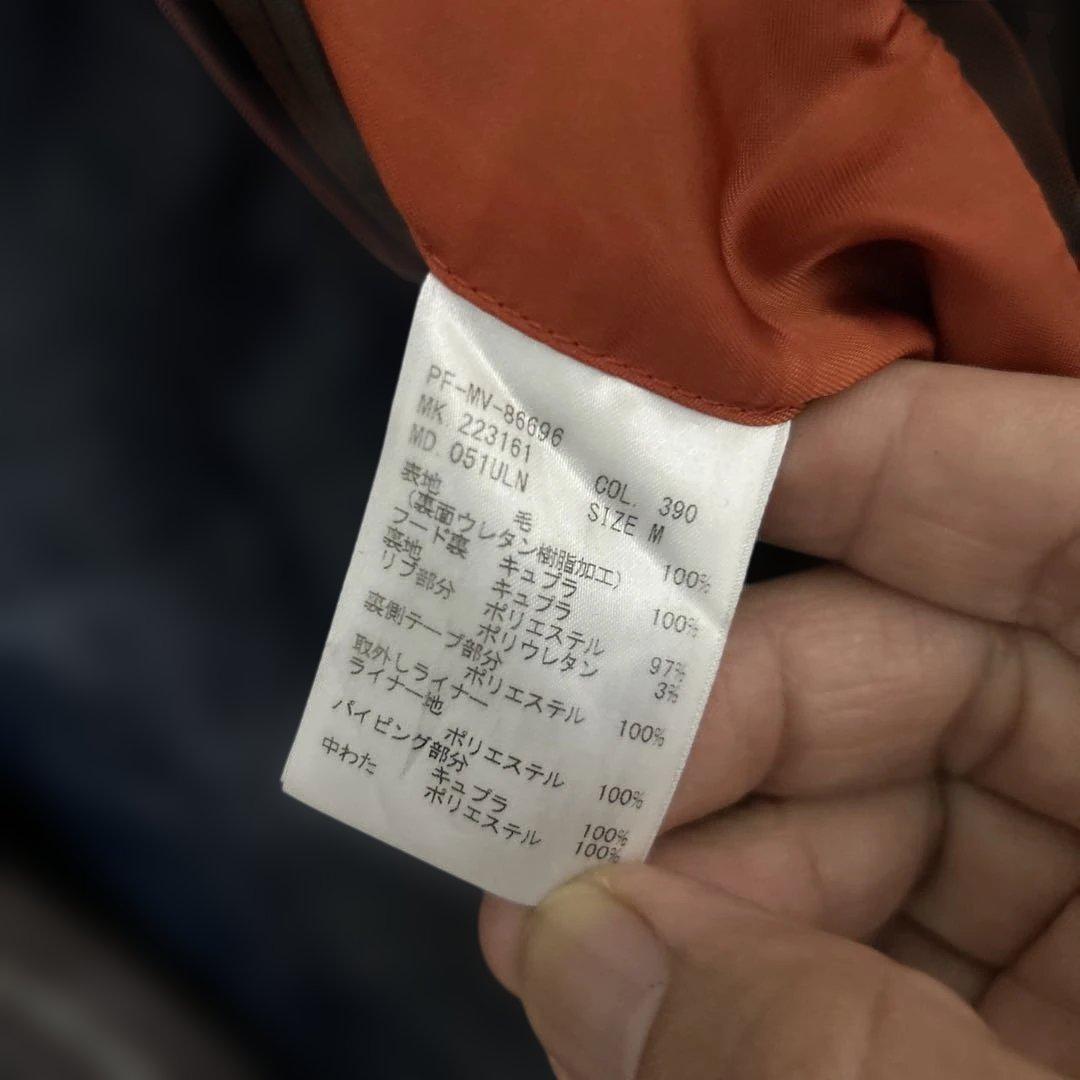 PF-MV-86696
MK. 223161 COL. 390
MD. 051ULN SIZE M
表地 毛 100%
(裏面ウレタン樹脂加工)
フード裏 キュプラ 100%
裏地 キュプラ
リブ部分 ポリエステル 97%
ポリウレタン 3%
裏側テープ部分
ポリエステル 100%
取外しライナー
ライナー地
ポリエステル 100%
パイピング部分
キュプラ 100%
中わた ポリエステル 100%